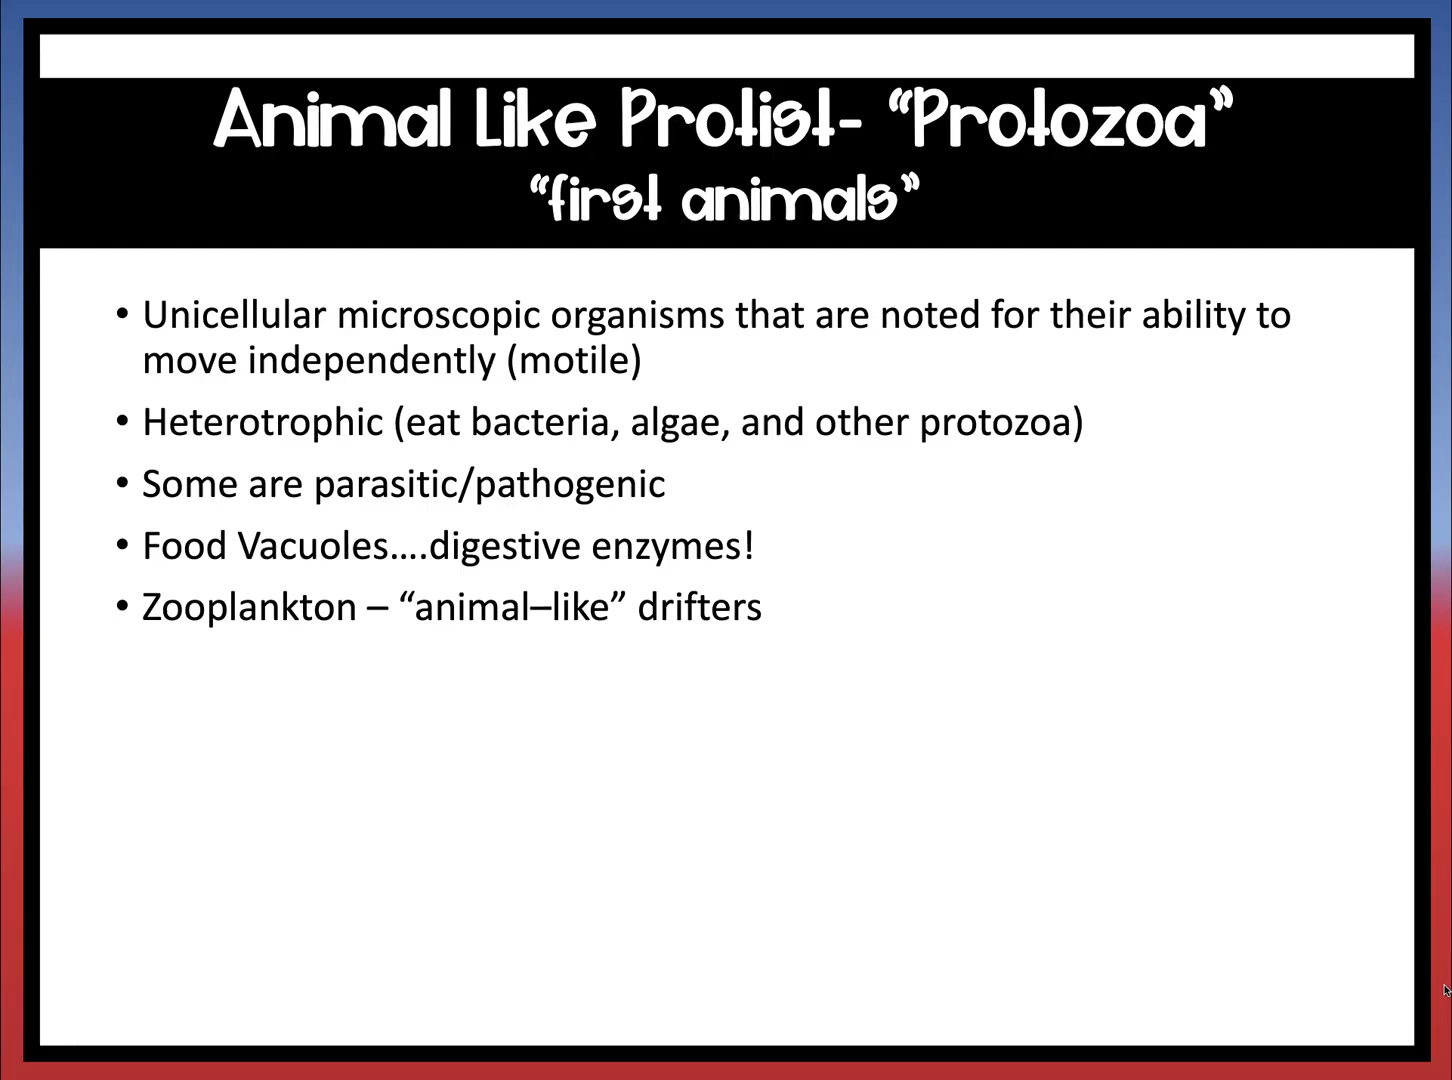 Animal Like Protist- “Protozoa”
“first animals”
• Unicellular microscopic organisms that are noted for their ability to
move independently (motile)
• Heterotrophic (eat bacteria, algae, and other protozoa)
• Some are parasitic/pathogenic
• Food Vacuoles....digestive enzymes!
• Zooplankton – “animal–like” drifters